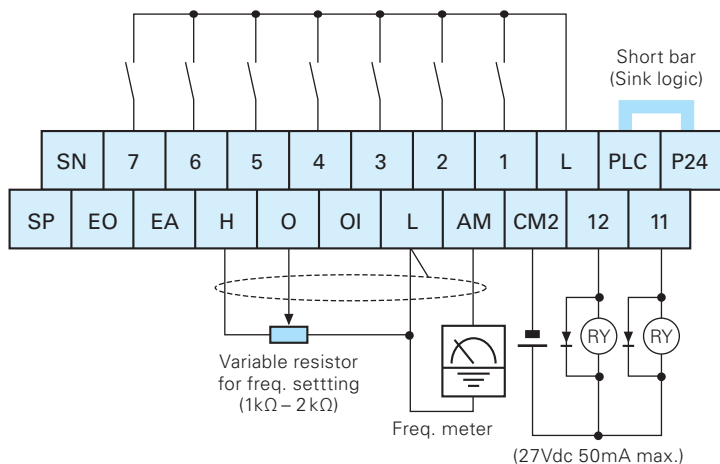 Short bar
(Sink logic)
SN 7 6 5 4 3 2 1 L PLC P24
SP EO EA H O OI L AM CM2 12 11
RY RY
Variable resistor
for freq. settting
(1kΩ – 2kΩ)
Freq. meter
(27Vdc 50mA max.)